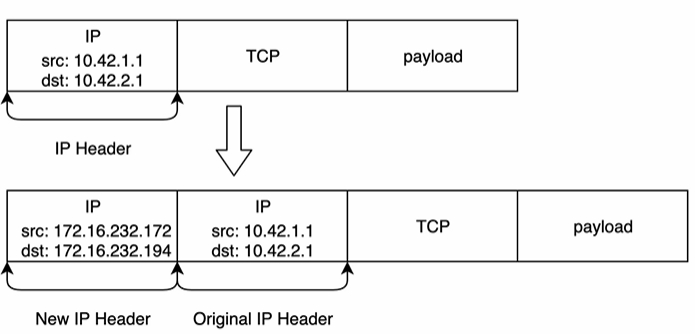 IP
src: 10.42.1.1
dst: 10.42.2.1
TCP
payload
IP Header
IP
src: 172.16.232.172
dst: 172.16.232.194
IP
src: 10.42.1.1
dst: 10.42.2.1
TCP
payload
New IP Header
Original IP Header